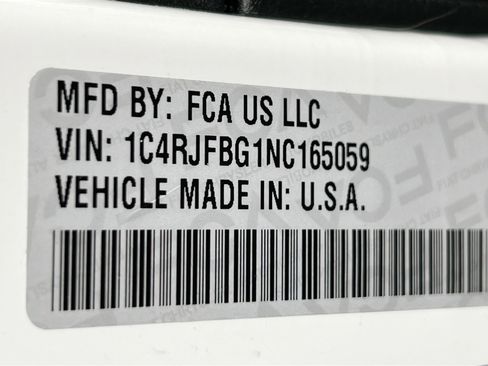 MFD BY: FCA US LLC
VIN: 1C4RJFBG1NC165059
VEHICLE MADE IN: U.S.A.